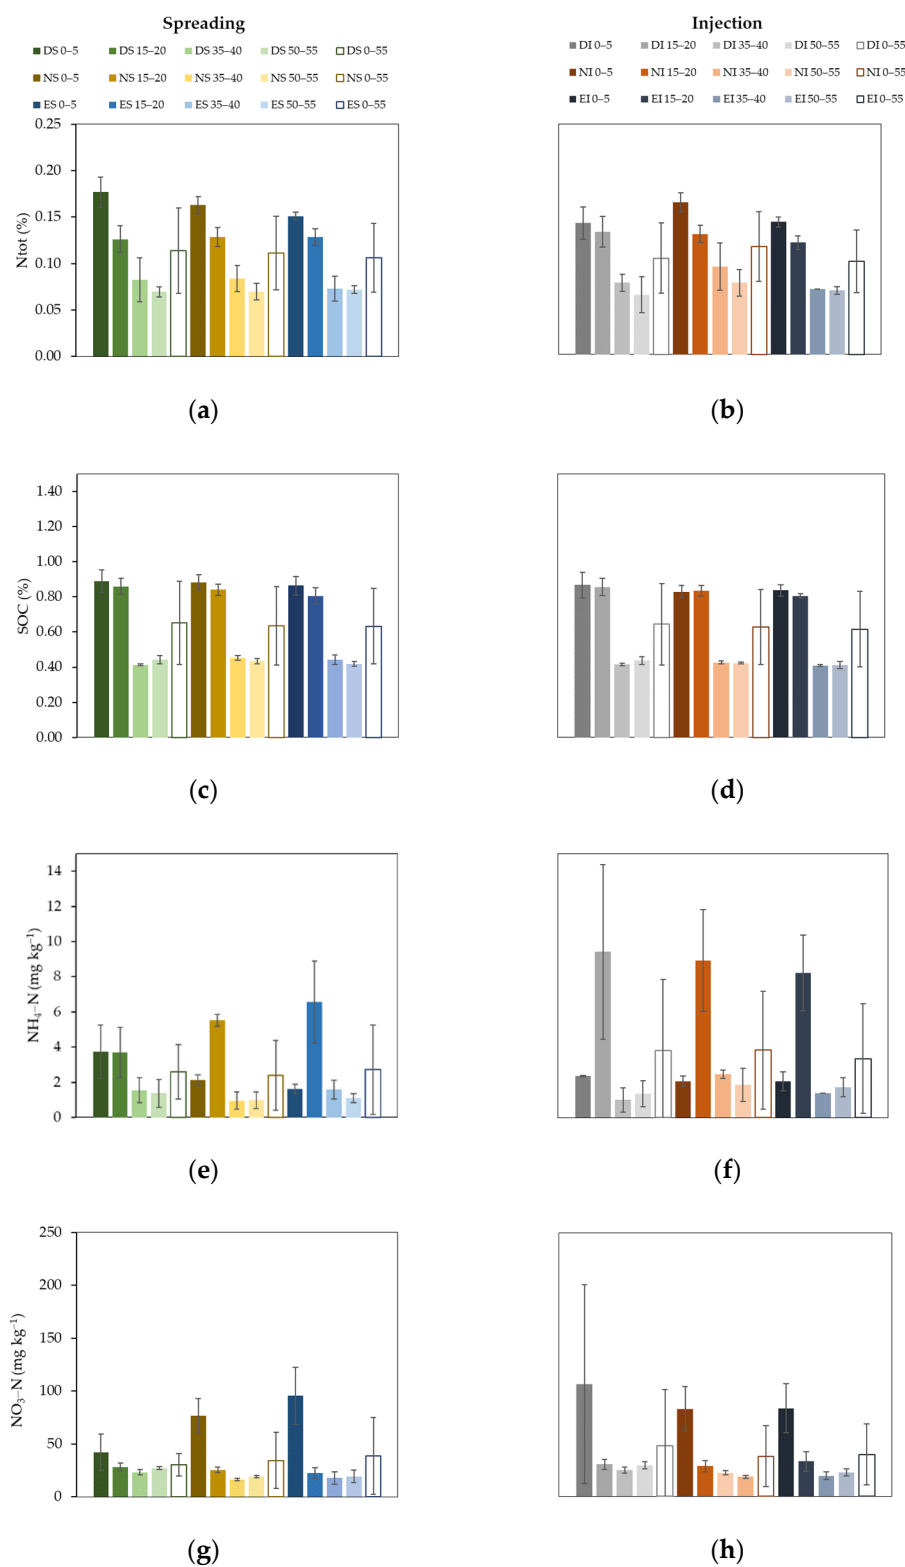 Spreading
DS 0–5 DS 15–20 DS 35–40 DS 50–55 DS 0–55
NS 0–5 NS 15–20 NS 35–40 NS 50–55 NS 0–55
ES 0–5 ES 15–20 ES 35–40 ES 50–55 ES 0–55
Injection
DI 0–5 DI 15–20 DI 35–40 DI 50–55 DI 0–55
NI 0–5 NI 15–20 NI 35–40 NI 50–55 NI 0–55
EI 0–5 EI 15–20 EI 35–40 EI 50–55 EI 0–55
Ntot (%)
0.25
0.20
0.15
0.10
0.05
0.00
(a)
(b)
SOC (%)
1.40
1.20
1.00
0.80
0.60
0.40
0.20
0.00
(c)
(d)
NH₄–N (mg kg⁻¹)
14
12
10
8
6
4
2
0
(e)
(f)
NO₃–N (mg kg⁻¹)
250
200
150
100
50
0
(g)
(h)